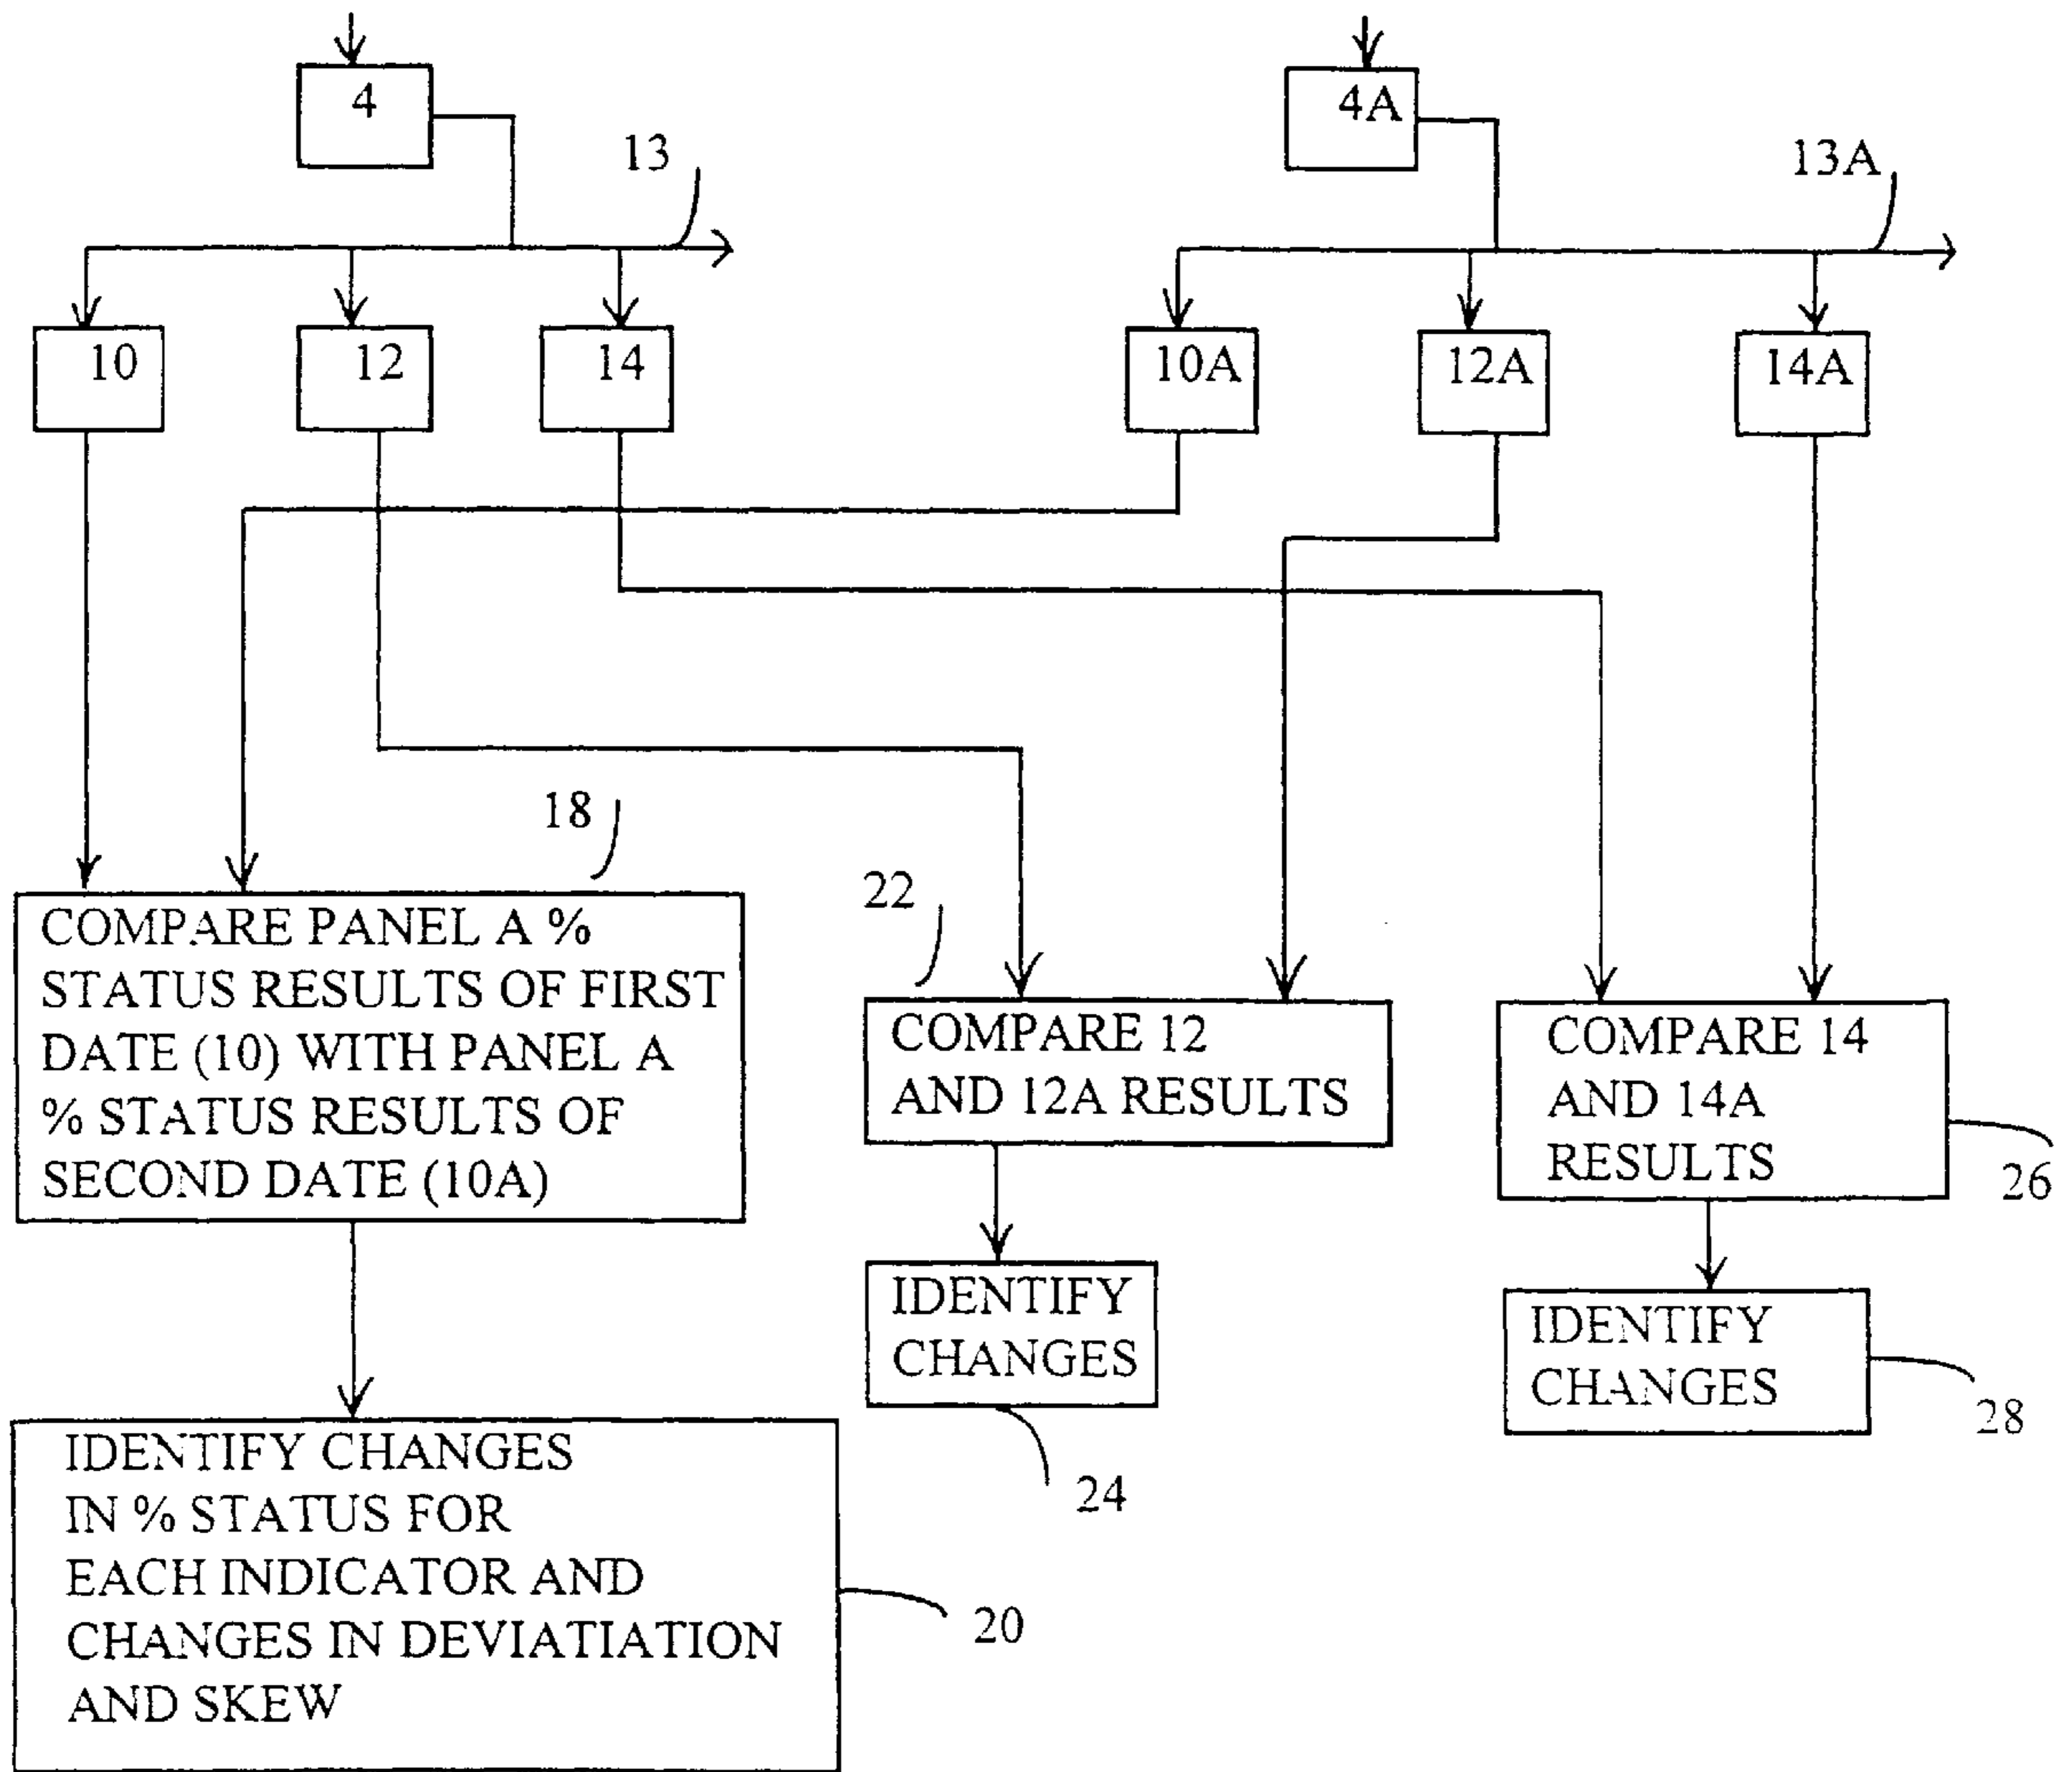 4
4A
13
13A
10
12
14
10A
12A
14A
18
22
COMPARE PANEL A %
STATUS RESULTS OF FIRST
DATE (10) WITH PANEL A
% STATUS RESULTS OF
SECOND DATE (10A)
COMPARE 12
AND 12A RESULTS
COMPARE 14
AND 14A
RESULTS
26
IDENTIFY
CHANGES
24
IDENTIFY
CHANGES
28
IDENTIFY CHANGES
IN % STATUS FOR
EACH INDICATOR AND
CHANGES IN DEVIATIATION
AND SKEW
20